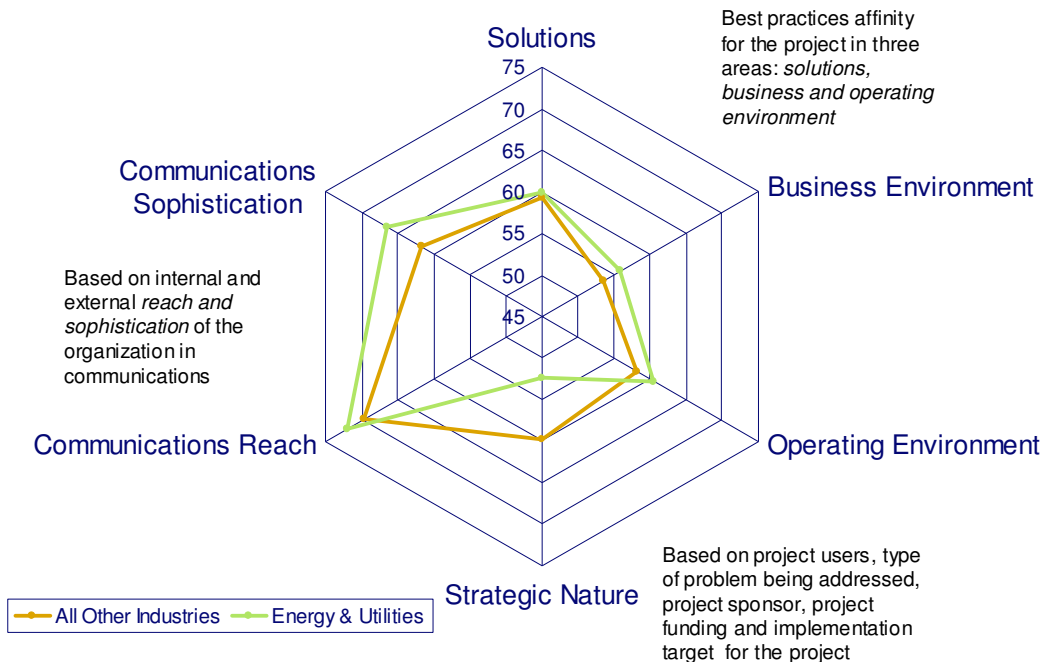 Solutions
Best practices affinity
for the project in three
areas: solutions,
business and operating
environment
75
70
65
60
55
50
45
Communications
Sophistication
Business Environment
Based on internal and
external reach and
sophistication of the
organization in
communications
Communications Reach
Operating Environment
Strategic Nature
Based on project users, type
of problem being addressed,
project sponsor, project
funding and implementation
target for the project
All Other Industries
Energy & Utilities